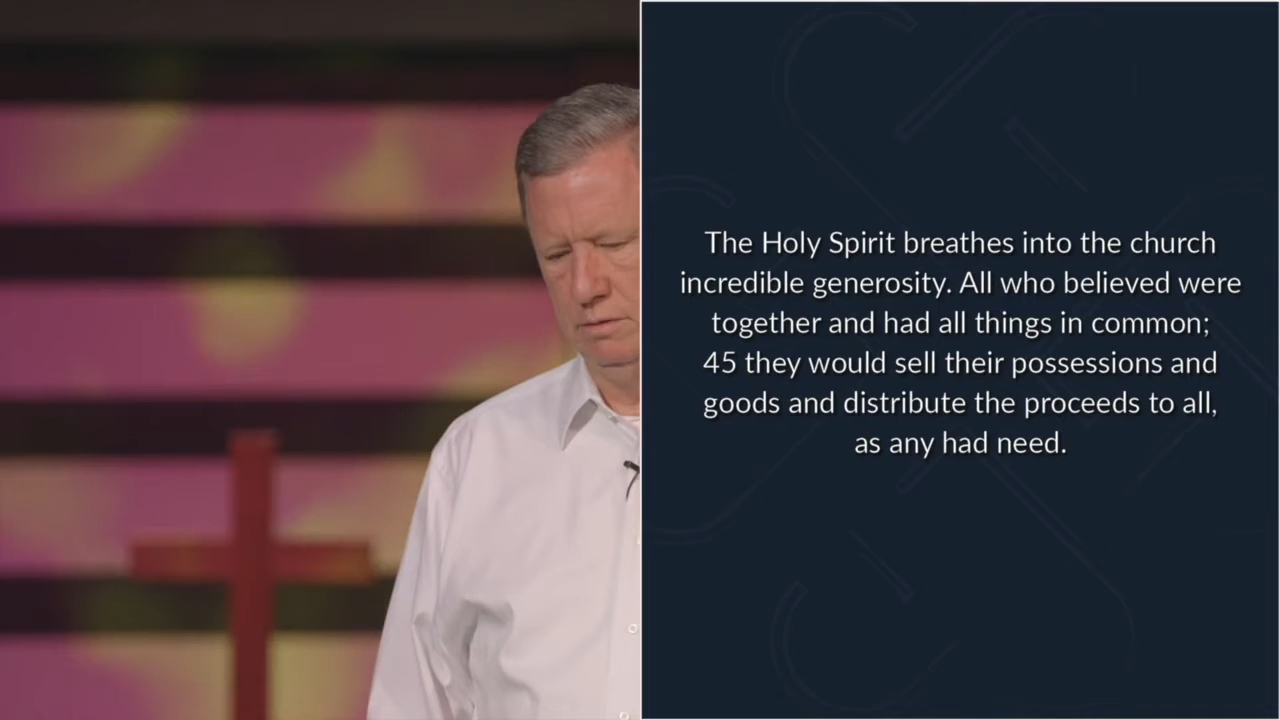 The Holy Spirit breathes into the church
incredible generosity. All who believed were
together and had all things in common;
45 they would sell their possessions and
goods and distribute the proceeds to all,
as any had need.